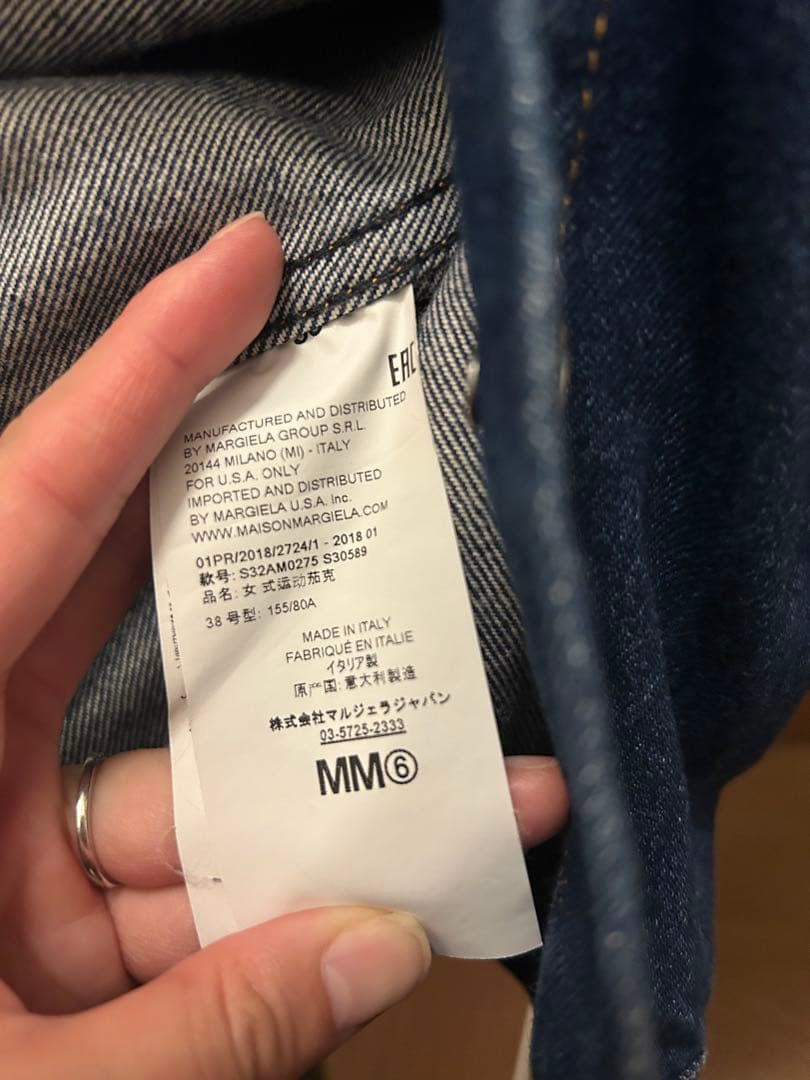 EAC
MANUFACTURED AND DISTRIBUTED
BY MARGIELA GROUP S.R.L.
20144 MILANO (MI) - ITALY
FOR U.S.A. ONLY
IMPORTED AND DISTRIBUTED
BY MARGIELA U.S.A. Inc.
WWW.MAISONMARGIELA.COM
01PR/2018/2724/1 - 2018 01
款号: S32AM0275 S30589
品名: 女 式运动茄克
38 号型: 155/80A
MADE IN ITALY
FABRIQUÉ EN ITALIE
イタリア製
原产国: 意大利製造
株式会社マルジェラジャパン
03-5725-2333
MM⑥